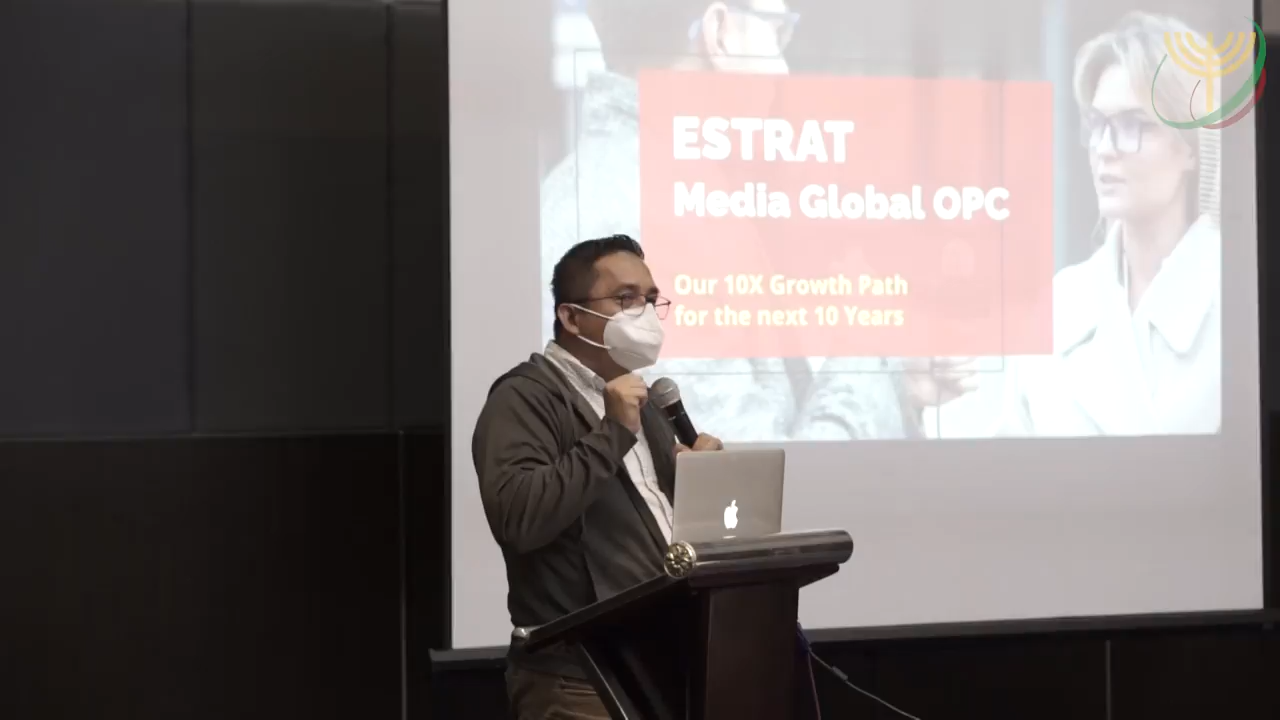 ESTRAT
Media Global OPC
Our 10X Growth Path
for the next 10 Years